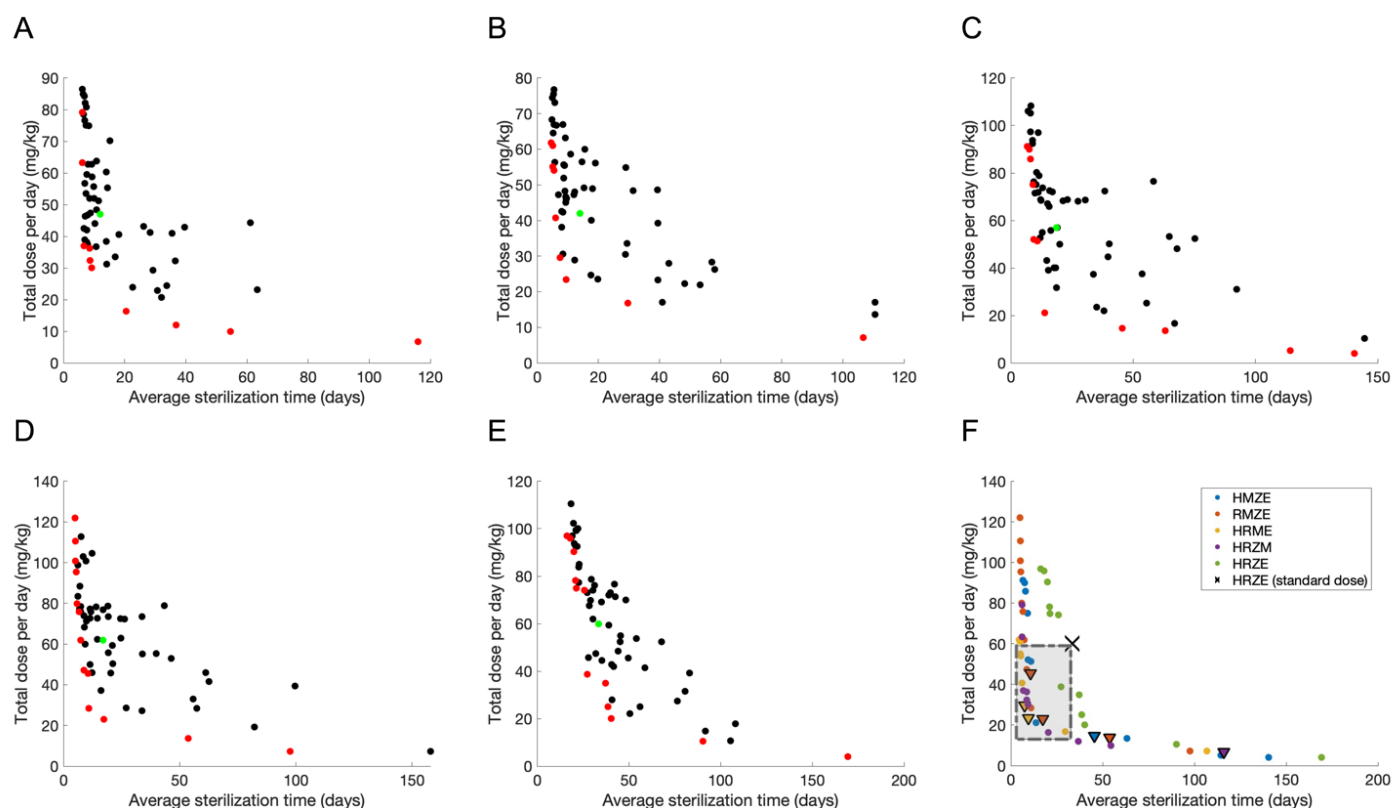 A
B
C
90
80
70
60
50
40
30
20
10
0
Total dose per day (mg/kg)
0 20 40 60 80 100 120
Average sterilization time (days)
80
70
60
50
40
30
20
10
0
Total dose per day (mg/kg)
0 20 40 60 80 100 120
Average sterilization time (days)
120
100
80
60
40
20
0
Total dose per day (mg/kg)
0 50 100 150
Average sterilization time (days)
D
E
F
140
120
100
80
60
40
20
0
Total dose per day (mg/kg)
0 50 100 150
Average sterilization time (days)
120
100
80
60
40
20
0
Total dose per day (mg/kg)
0 50 100 150 200
Average sterilization time (days)
140
120
100
80
60
40
20
0
Total dose per day (mg/kg)
0 50 100 150 200
Average sterilization time (days)
HMZE
RMZE
HRME
HRZM
HRZE
HRZE (standard dose)